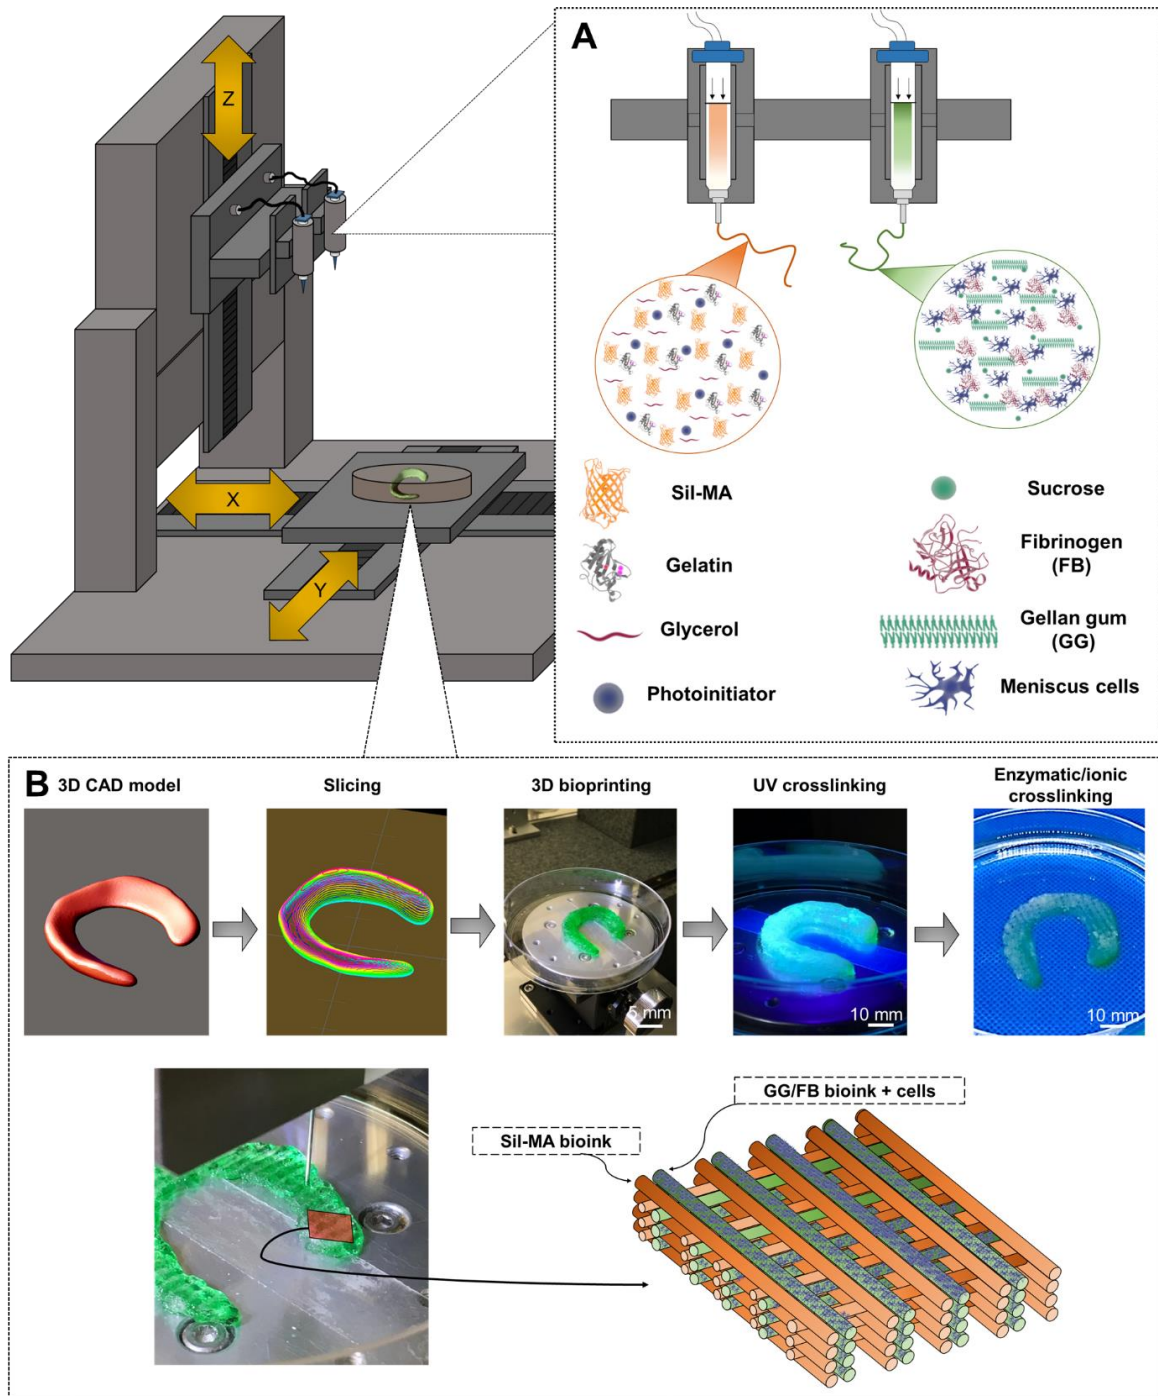 A
Z
X
Y
Sil-MA
Sucrose
Gelatin
Fibrinogen
(FB)
Glycerol
Gellan gum
(GG)
Photoinitiator
Meniscus cells
B
3D CAD model
Slicing
3D bioprinting
UV crosslinking
Enzymatic/ionic
crosslinking
5 mm
10 mm
10 mm
GG/FB bioink + cells
Sil-MA bioink